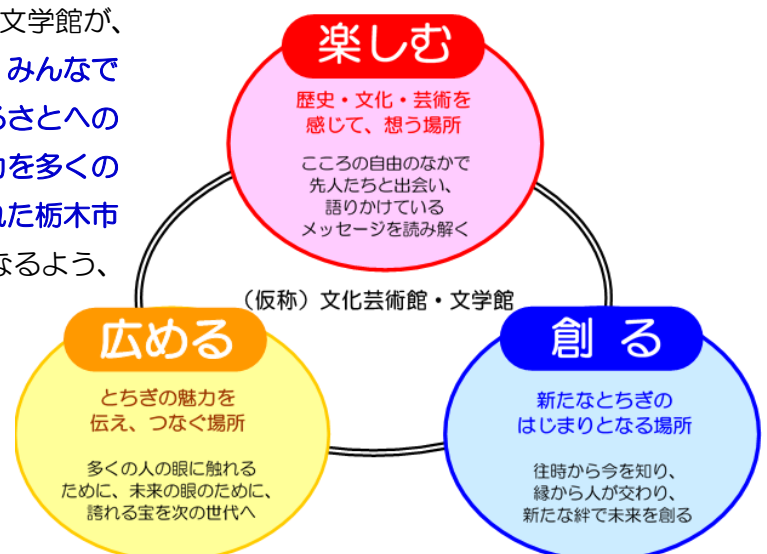 文学館が、
みんなで
るさとへの
を多くの
た栃木市
なるよう、
楽しむ
歴史・文化・芸術を
感じて、想う場所
こころの自由のなかで
先人たちと出会い、
語りかけている
メッセージを読み解く
（仮称）文化芸術館・文学館
広める
とちぎの魅力を
伝え、つなぐ場所
多くの人の眼に触れる
ために、未来の眼のために、
誇れる宝を次の世代へ
創 る
新たなとちぎの
はじまりとなる場所
往時から今を知り、
縁から人が交わり、
新たな絆で未来を創る